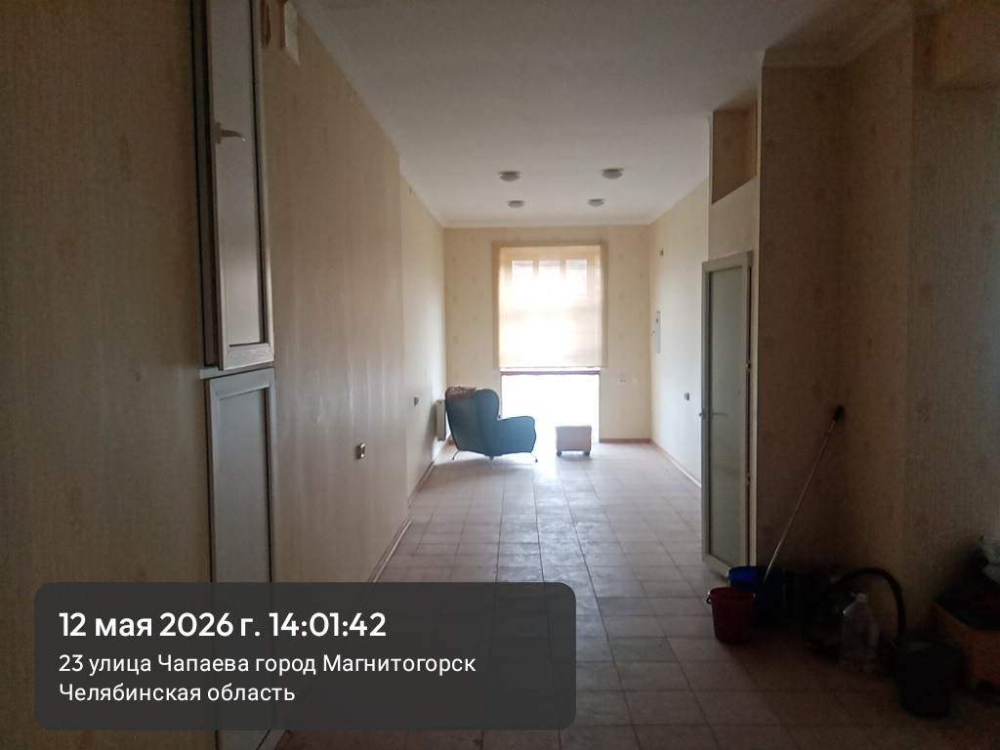 12 мая 2026 г. 14:01:42
23 улица Чапаева город Магнитогорск
Челябинская область